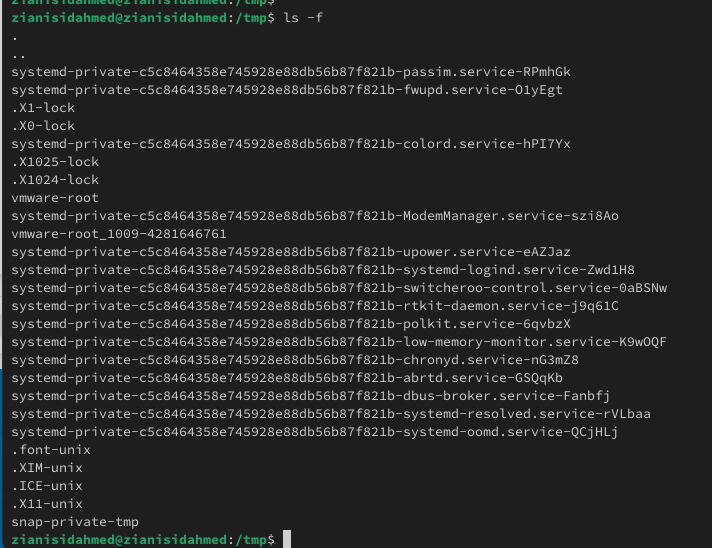 zianisidahmed@zianisidahmed:/tmp$
zianisidahmed@zianisidahmed:/tmp$ ls -f
.
..
systemd-private-c5c8464358e745928e88db56b87f821b-passim.service-RPmhGk
systemd-private-c5c8464358e745928e88db56b87f821b-fwupd.service-O1yEgt
.X1-lock
.X0-lock
systemd-private-c5c8464358e745928e88db56b87f821b-colord.service-hPI7Yx
.X1025-lock
.X1024-lock
vmware-root
systemd-private-c5c8464358e745928e88db56b87f821b-ModemManager.service-szi8Ao
vmware-root_1009-4281646761
systemd-private-c5c8464358e745928e88db56b87f821b-upower.service-eAZJaz
systemd-private-c5c8464358e745928e88db56b87f821b-systemd-logind.service-Zwd1H8
systemd-private-c5c8464358e745928e88db56b87f821b-switcheroo-control.service-0aBSNw
systemd-private-c5c8464358e745928e88db56b87f821b-rtkit-daemon.service-j9q61C
systemd-private-c5c8464358e745928e88db56b87f821b-polkit.service-6qvbzX
systemd-private-c5c8464358e745928e88db56b87f821b-low-memory-monitor.service-K9wOQF
systemd-private-c5c8464358e745928e88db56b87f821b-chronyd.service-nG3mZ8
systemd-private-c5c8464358e745928e88db56b87f821b-abrtd.service-GSQqKb
systemd-private-c5c8464358e745928e88db56b87f821b-dbus-broker.service-Fanbfj
systemd-private-c5c8464358e745928e88db56b87f821b-systemd-resolved.service-rVLbaa
systemd-private-c5c8464358e745928e88db56b87f821b-systemd-oomd.service-QCjHLj
.font-unix
.XIM-unix
.ICE-unix
.X11-unix
snap-private-tmp
zianisidahmed@zianisidahmed:/tmp$